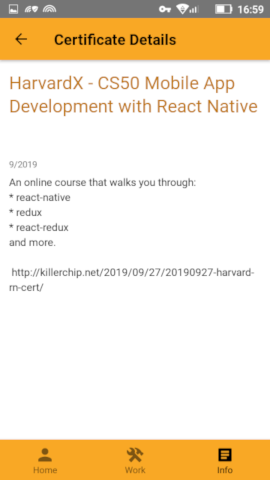 16:59
Certificate Details
HarvardX - CS50 Mobile App
Development with React Native
9/2019
An online course that walks you through:
* react-native
* redux
* react-redux
and more.
http://killerchip.net/2019/09/27/20190927-harvard-
rn-cert/
Home Work Info